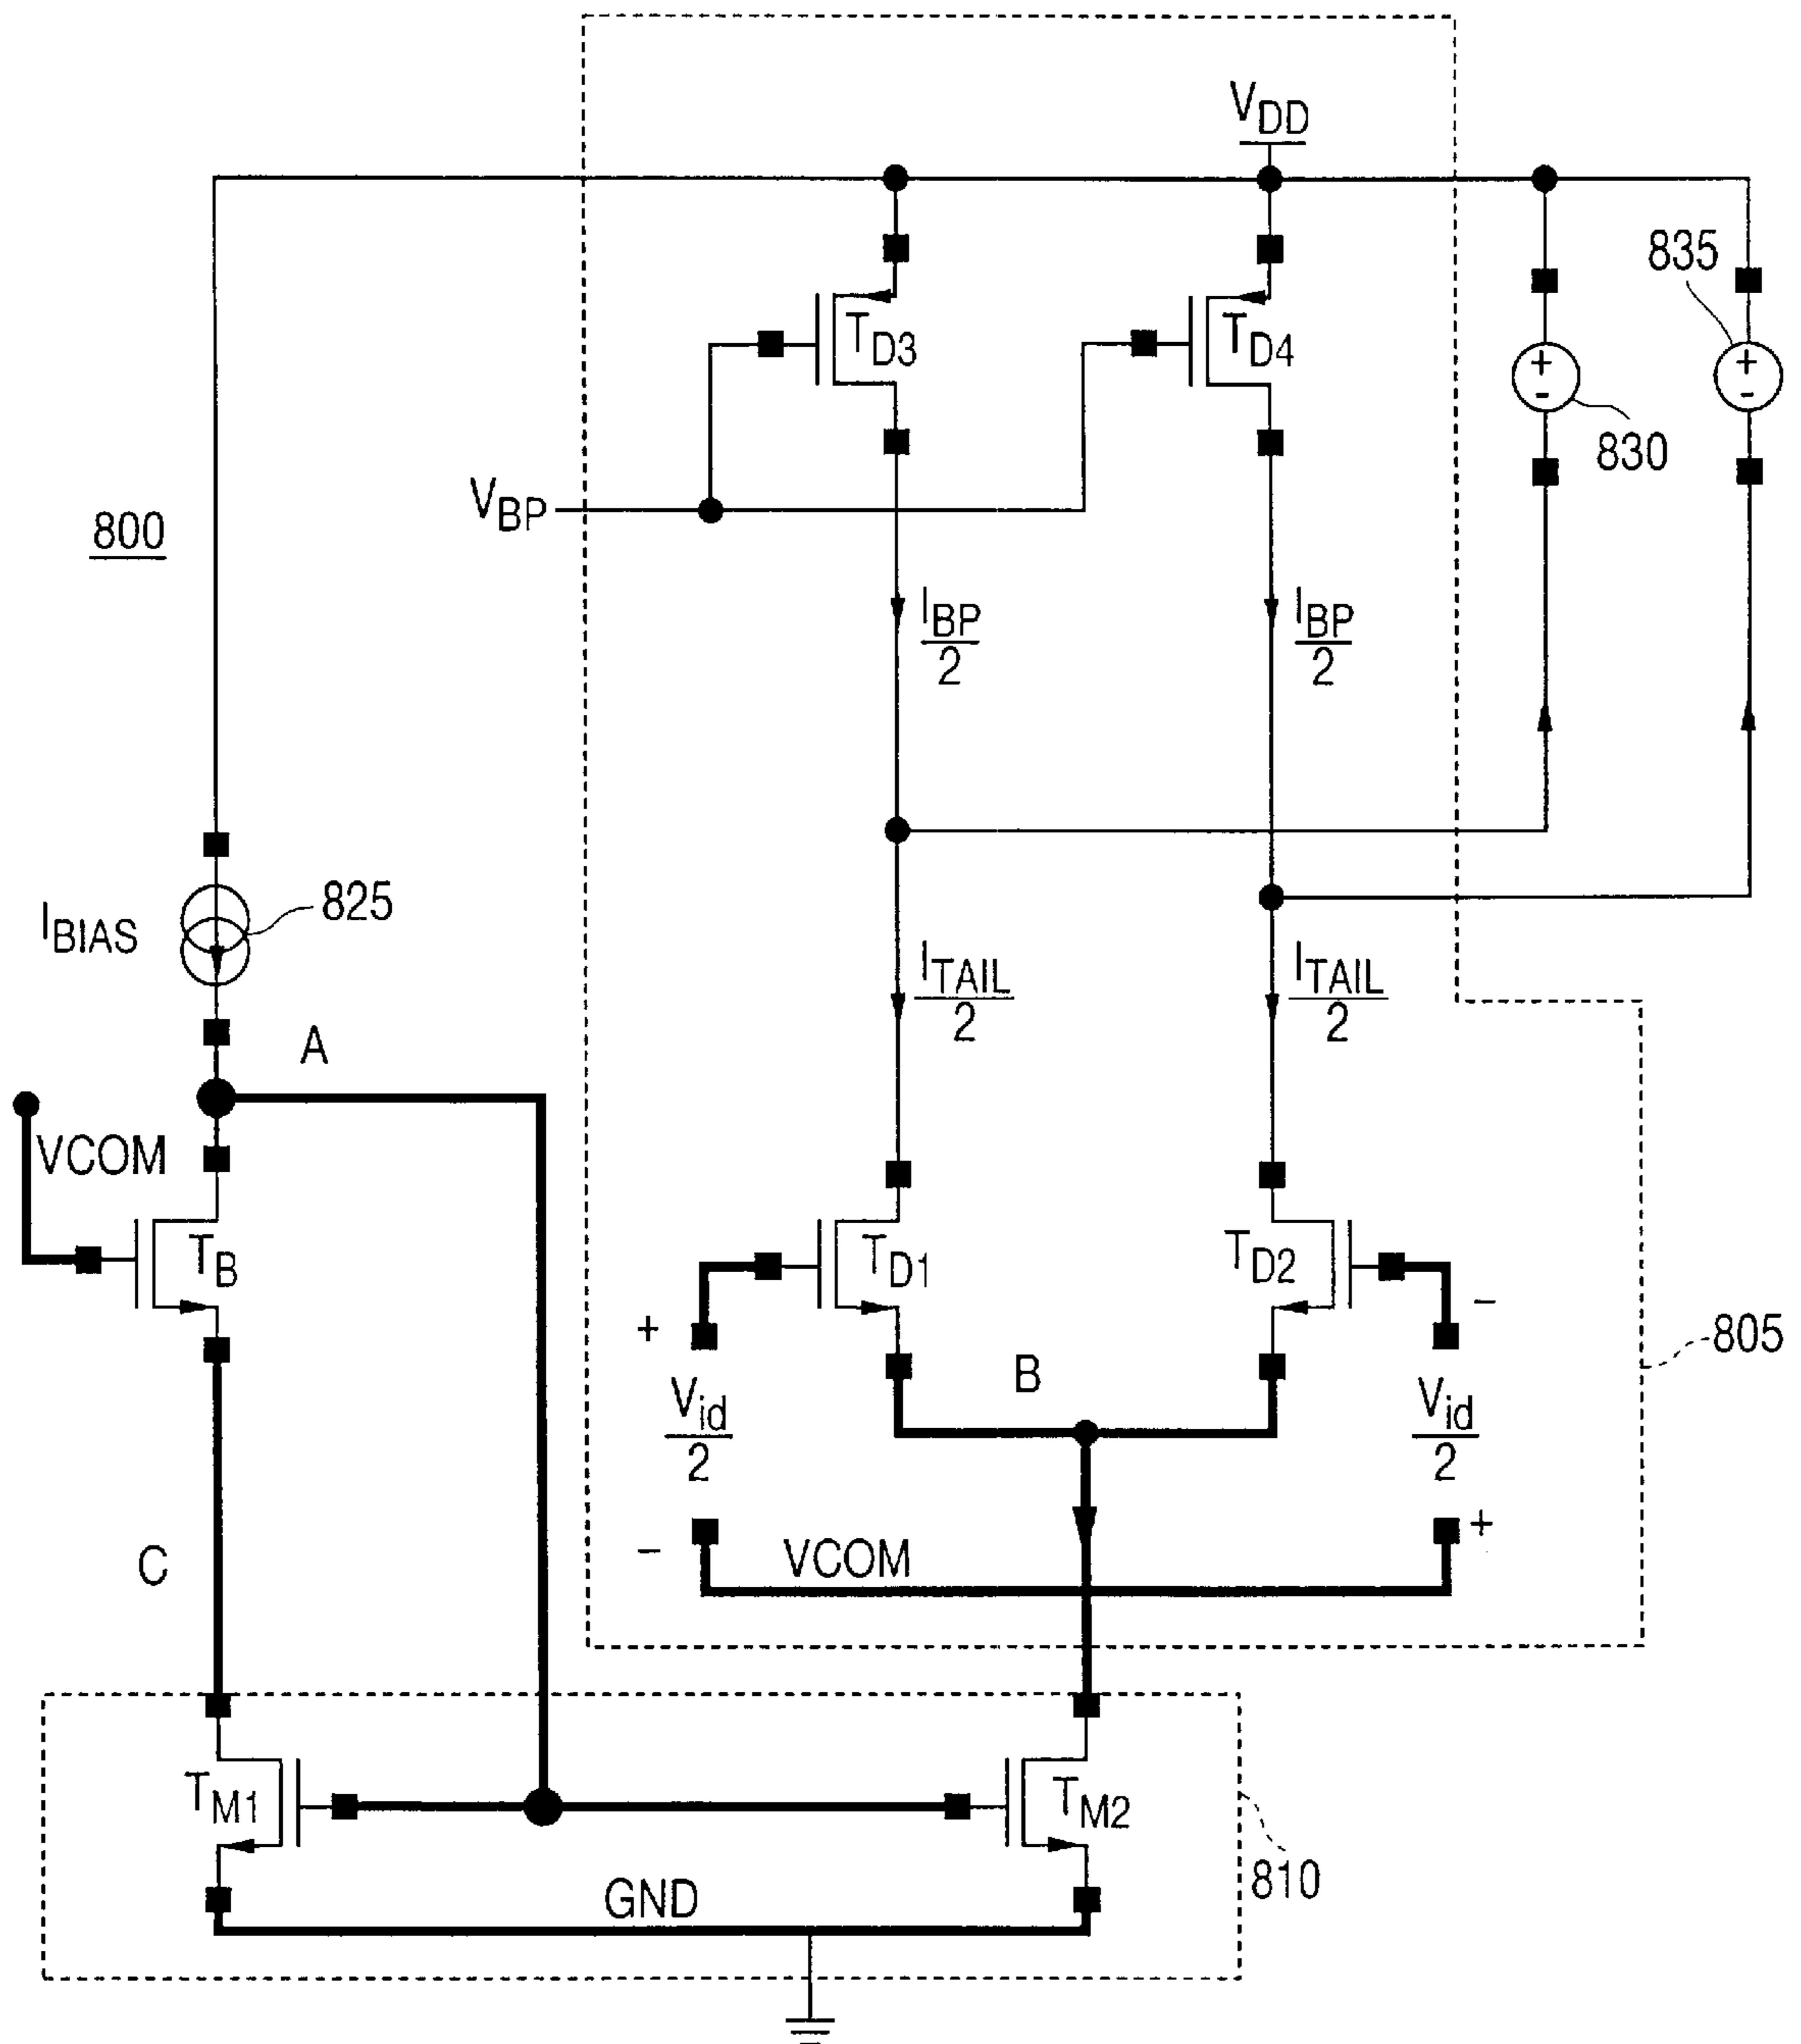 VDD
835
+
-
+
-
TD3
TD4
830
VBP
800
IBP
2
IBP
2
825
IBIAS
ITAIL
2
ITAIL
2
A
VCOM
TB
TD1
TD2
+
−
805
B
Vid
2
Vid
2
−
+
VCOM
C
TM1
TM2
810
GND